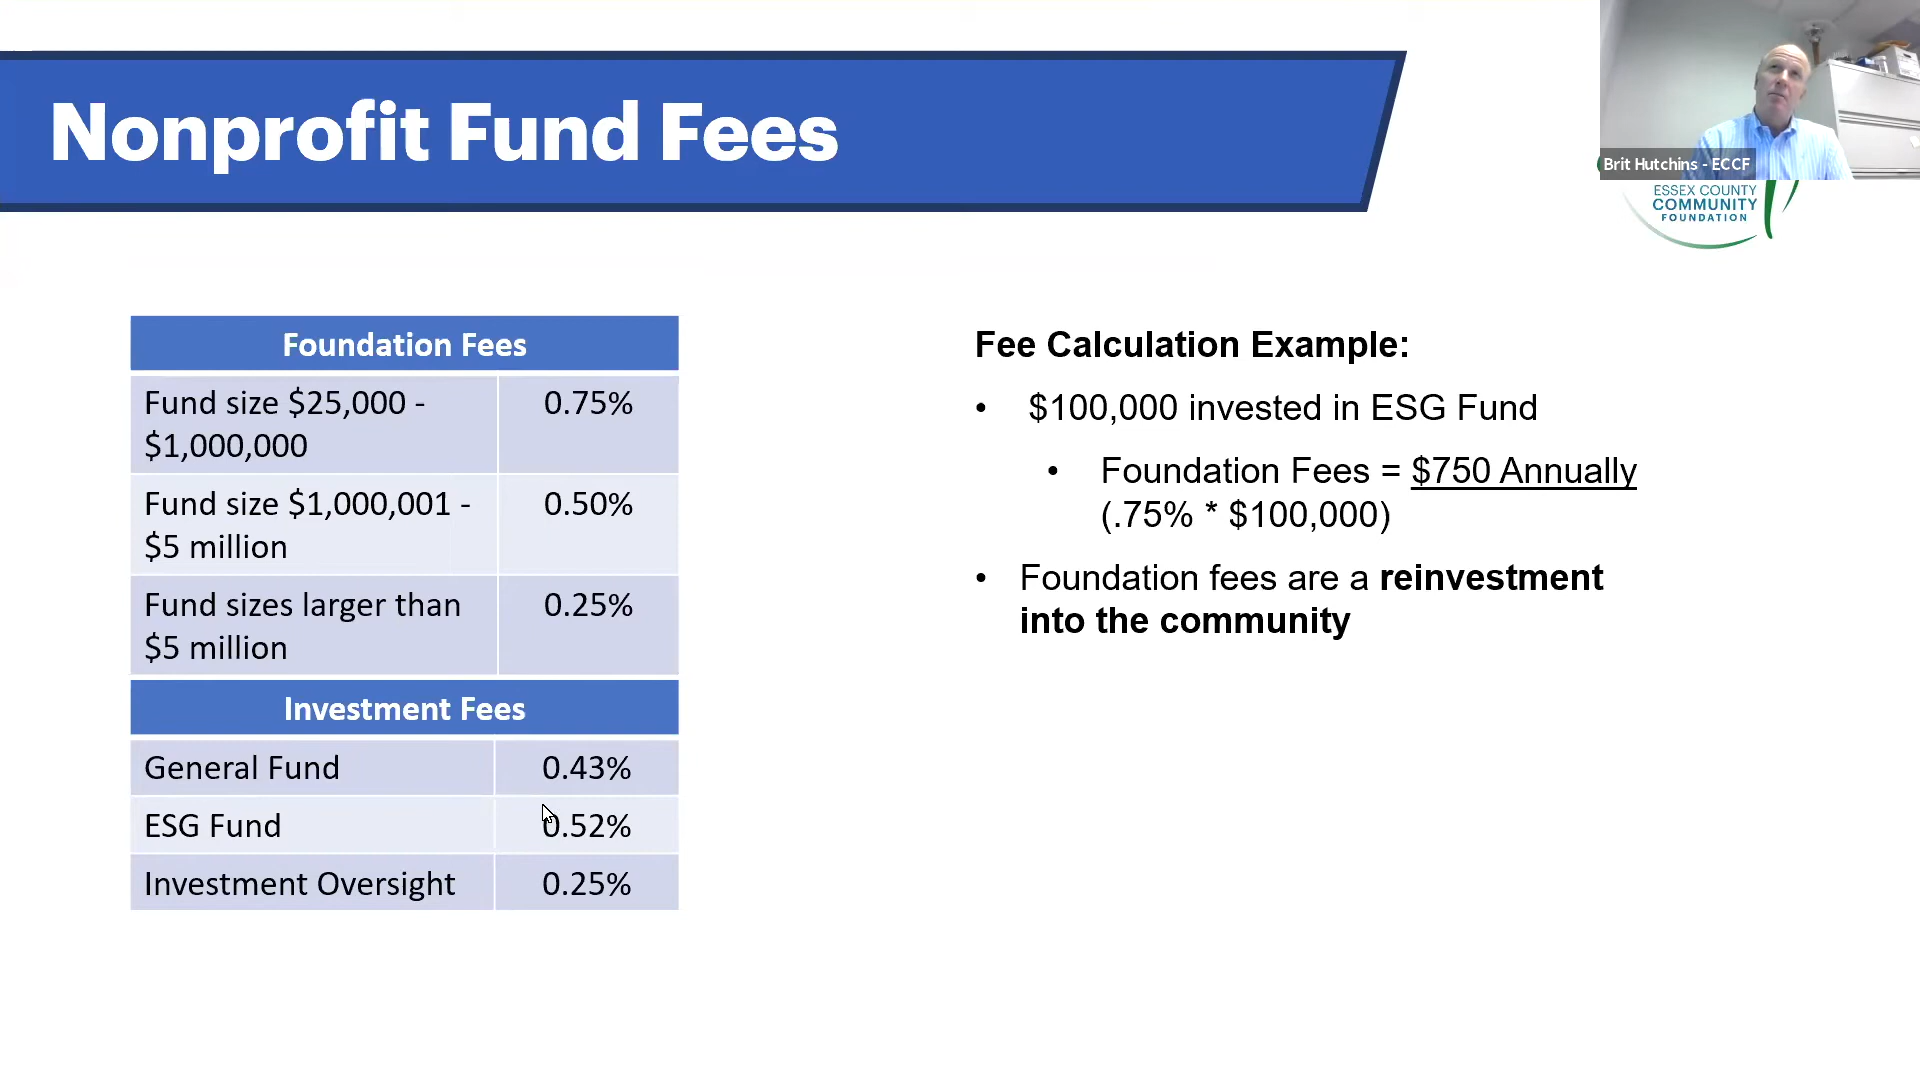 Nonprofit Fund Fees
Brit Hutchins - ECCF
ESSEX COUNTY
COMMUNITY
FOUNDATION
Foundation Fees
Fund size $25,000 -
$1,000,000
0.75%
Fund size $1,000,001 -
$5 million
0.50%
Fund sizes larger than
$5 million
0.25%
Investment Fees
General Fund 0.43%
ESG Fund 0.52%
Investment Oversight 0.25%
Fee Calculation Example:
• $100,000 invested in ESG Fund
• Foundation Fees = $750 Annually
(.75% * $100,000)
• Foundation fees are a reinvestment
into the community